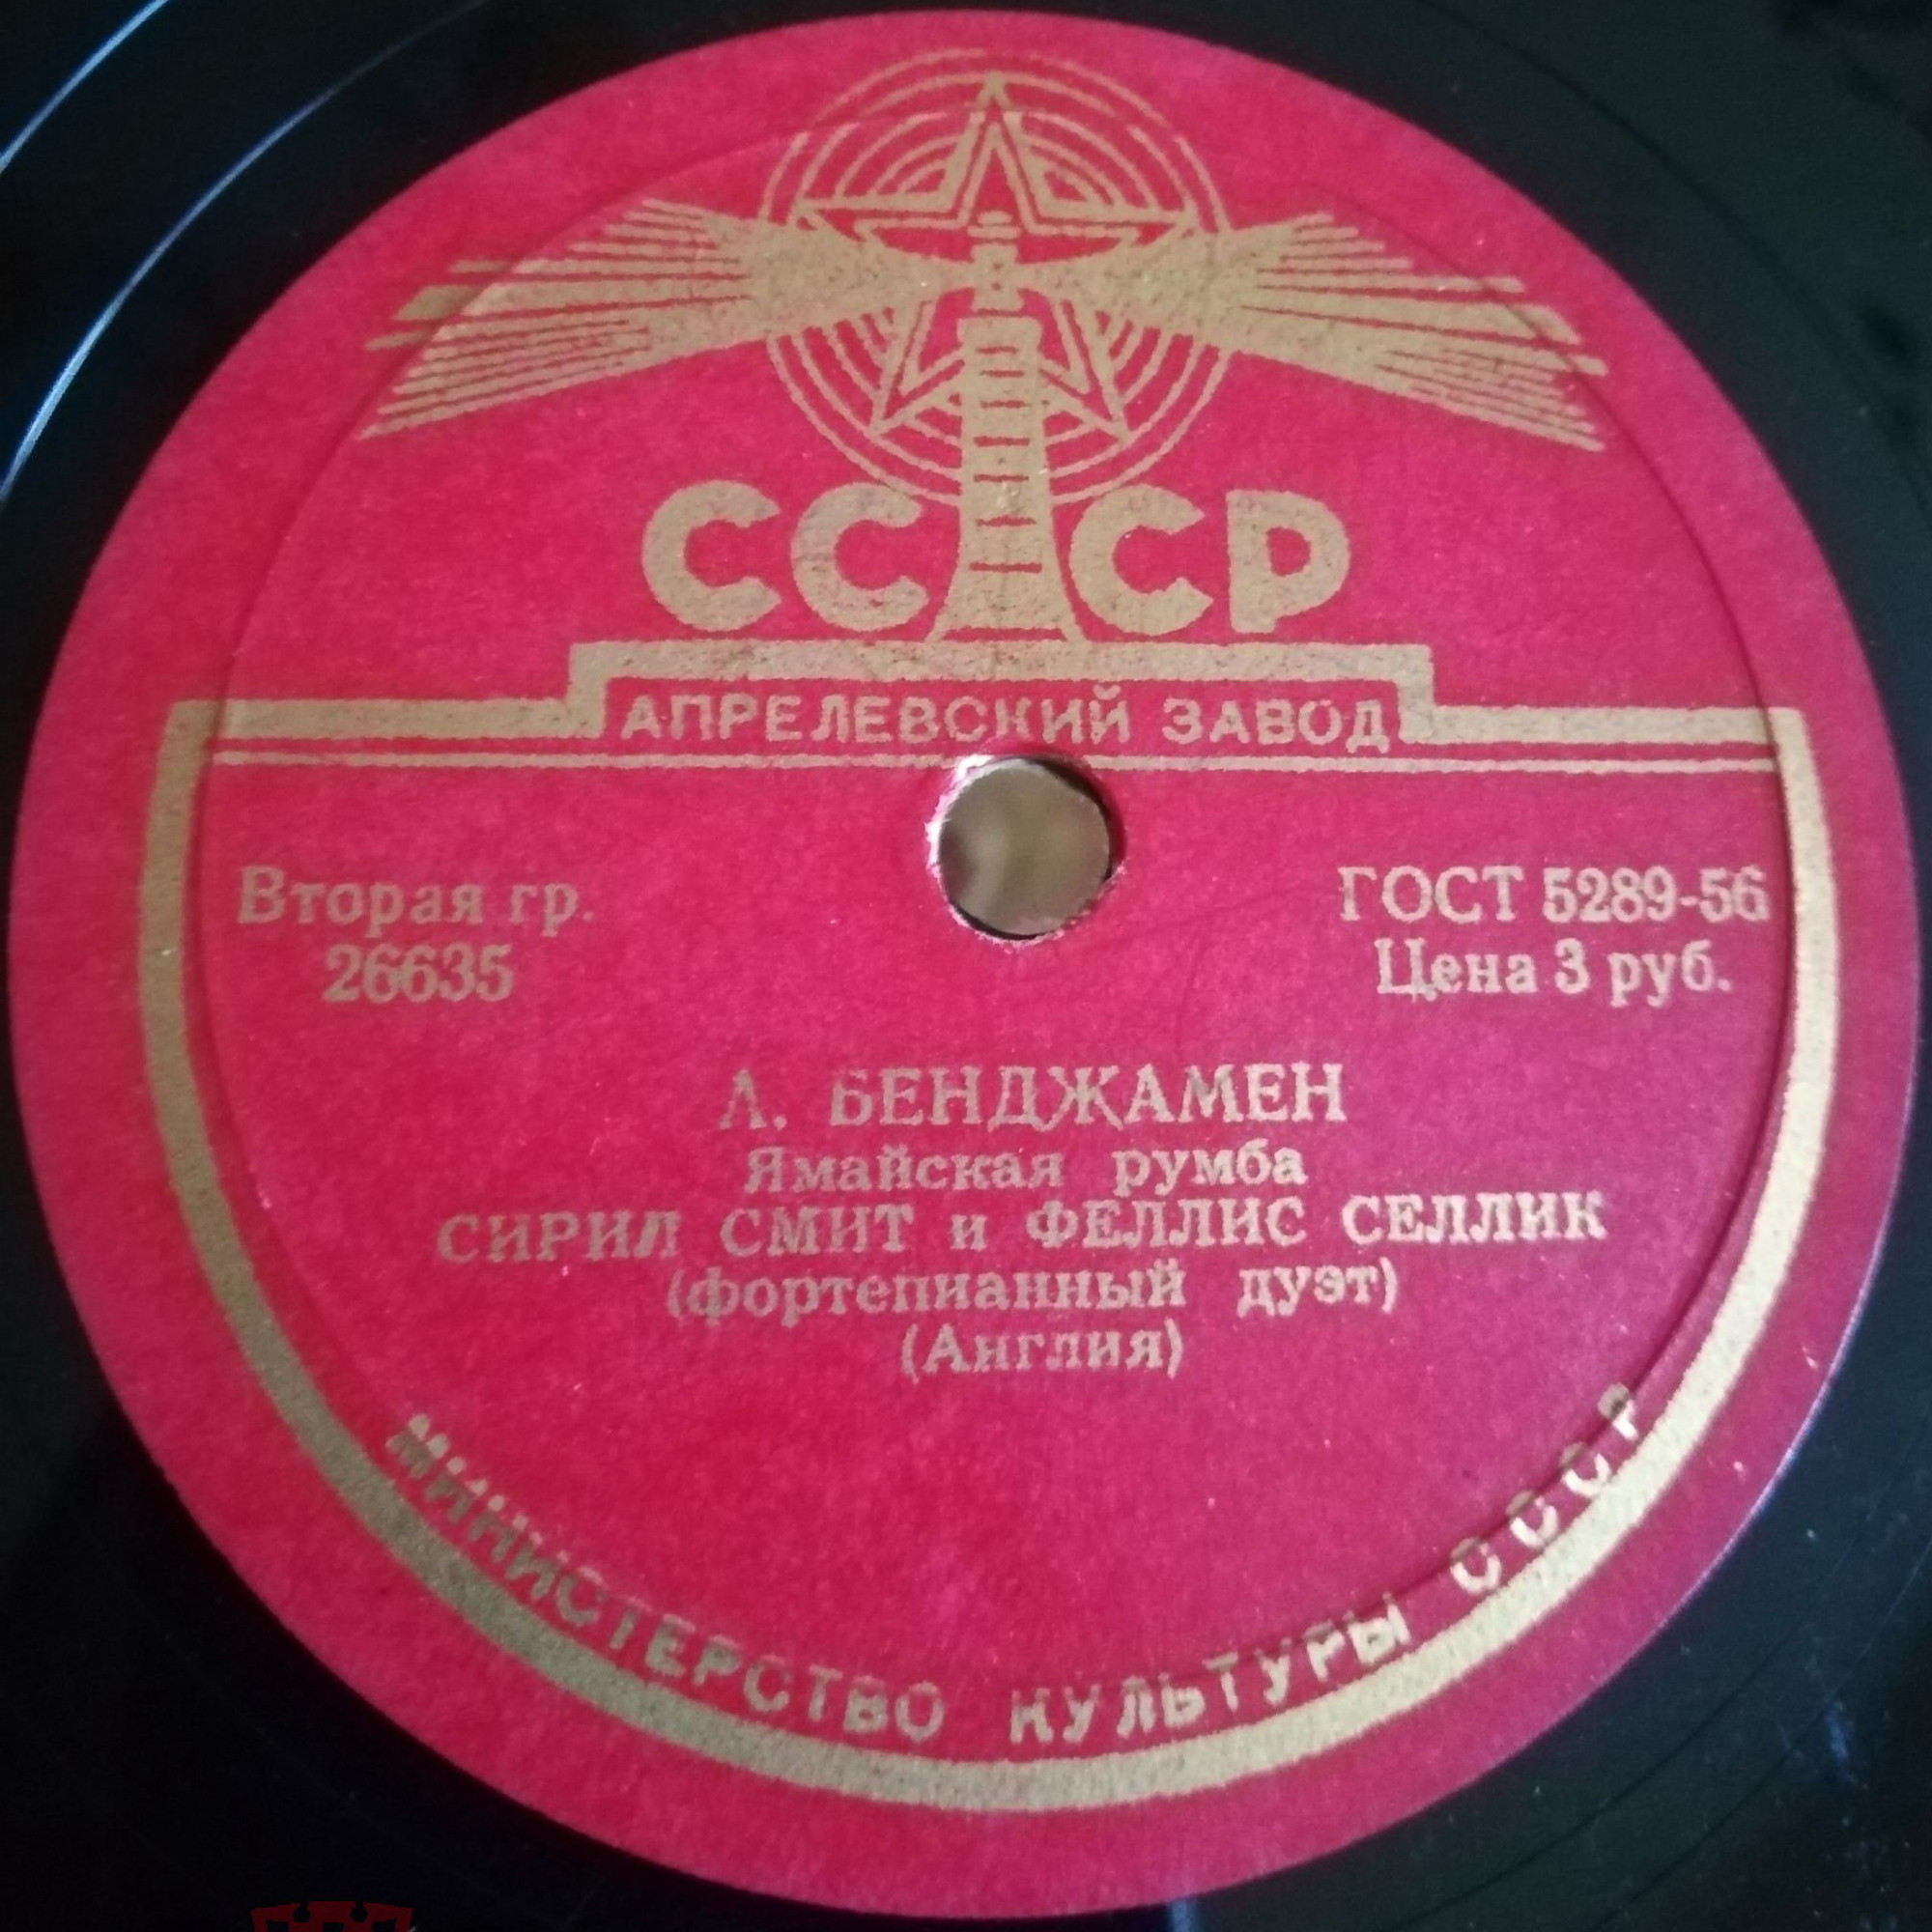 СССР
АПРЕЛЕВСКИЙ ЗАВОД
Вторая гр.
26635
ГОСТ 5289-56
Цена 3 руб.
А. БЕНДЖАМЕН
Ямайская румба
СИРИЛ СМИТ и ФЕЛЛИС СЕЛЛИК
(фортепианный дуэт)
(Англия)
МИНИСТЕРСТВО КУЛЬТУРЫ СССР